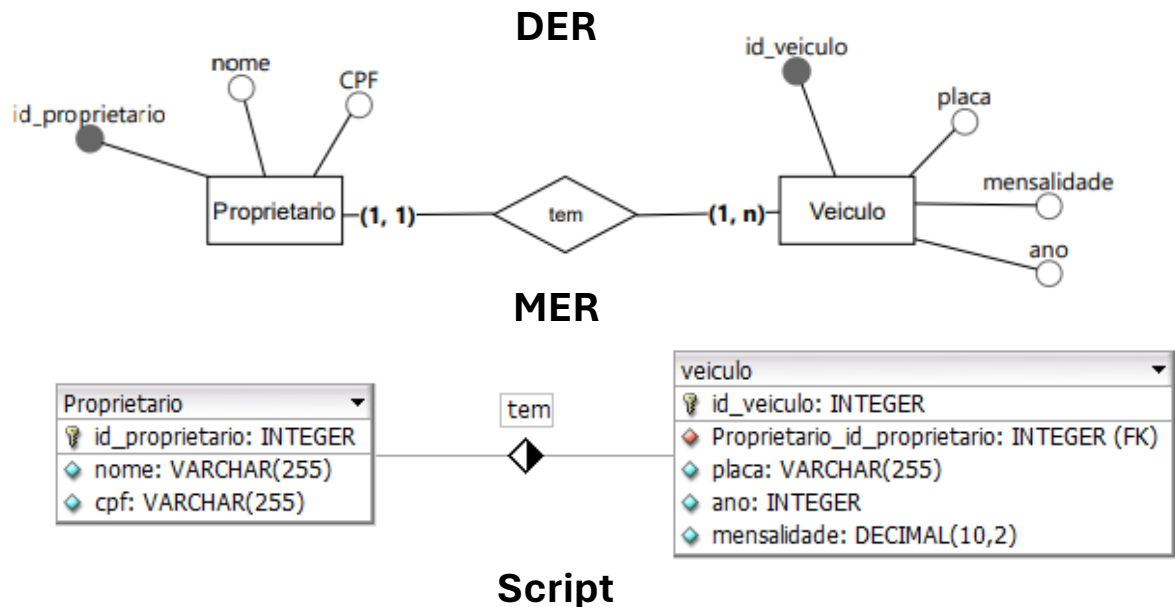 DER
id_proprietario
nome
CPF
Proprietario
(1, 1)
tem
(1, n)
Veiculo
id_veiculo
placa
mensalidade
ano
MER
Proprietario
id_proprietario: INTEGER
nome: VARCHAR(255)
cpf: VARCHAR(255)
tem
veiculo
id_veiculo: INTEGER
Proprietario_id_proprietario: INTEGER (FK)
placa: VARCHAR(255)
ano: INTEGER
mensalidade: DECIMAL(10,2)
Script